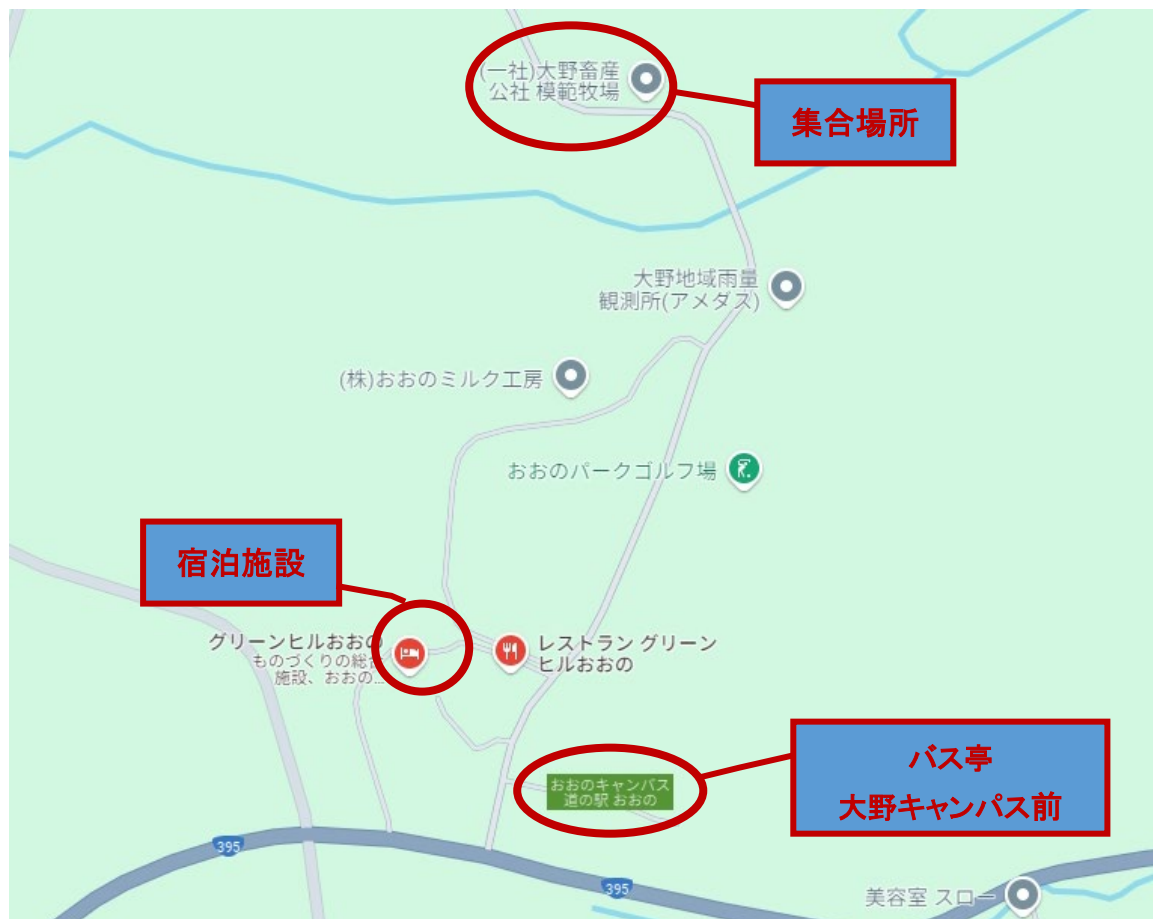 (一社)大野畜産
公社 模範牧場
集合場所
大野地域雨量
観測所(アメダス)
(株)おおのミルク工房
おおのパークゴルフ場
宿泊施設
グリーンヒルおおの
ものづくりの総合
施設、おおの...
レストラン グリーン
ヒルおおの
おおのキャンバス
道の駅 おおの
バス亭
大野キャンパス前
395
395
美容室 スロー